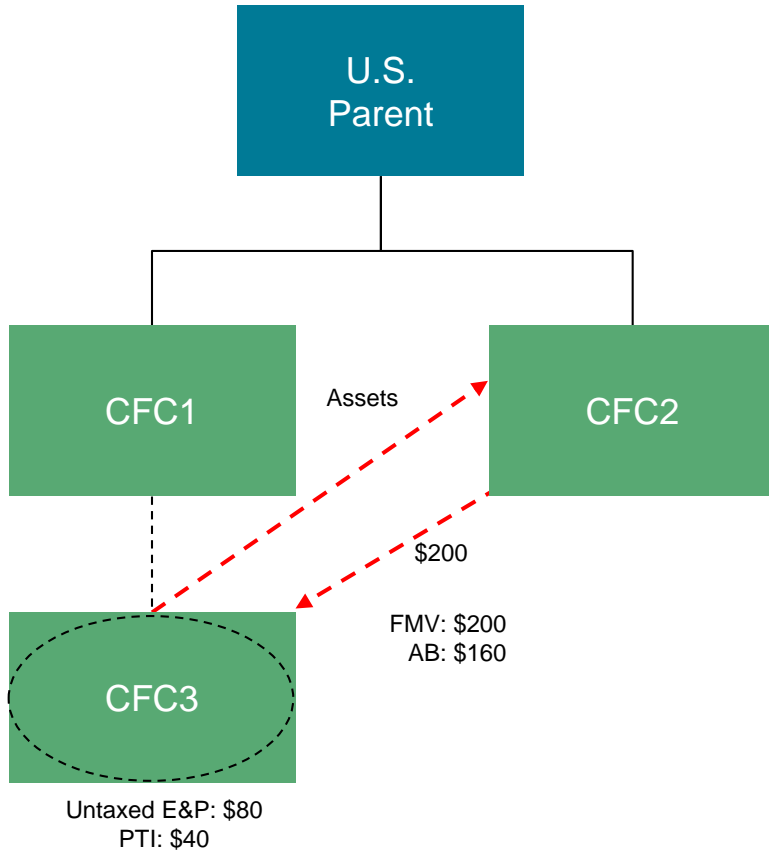 U.S.
Parent
CFC1
Assets
CFC2
$200
FMV: $200
AB: $160
CFC3
Untaxed E&P: $80
PTI: $40